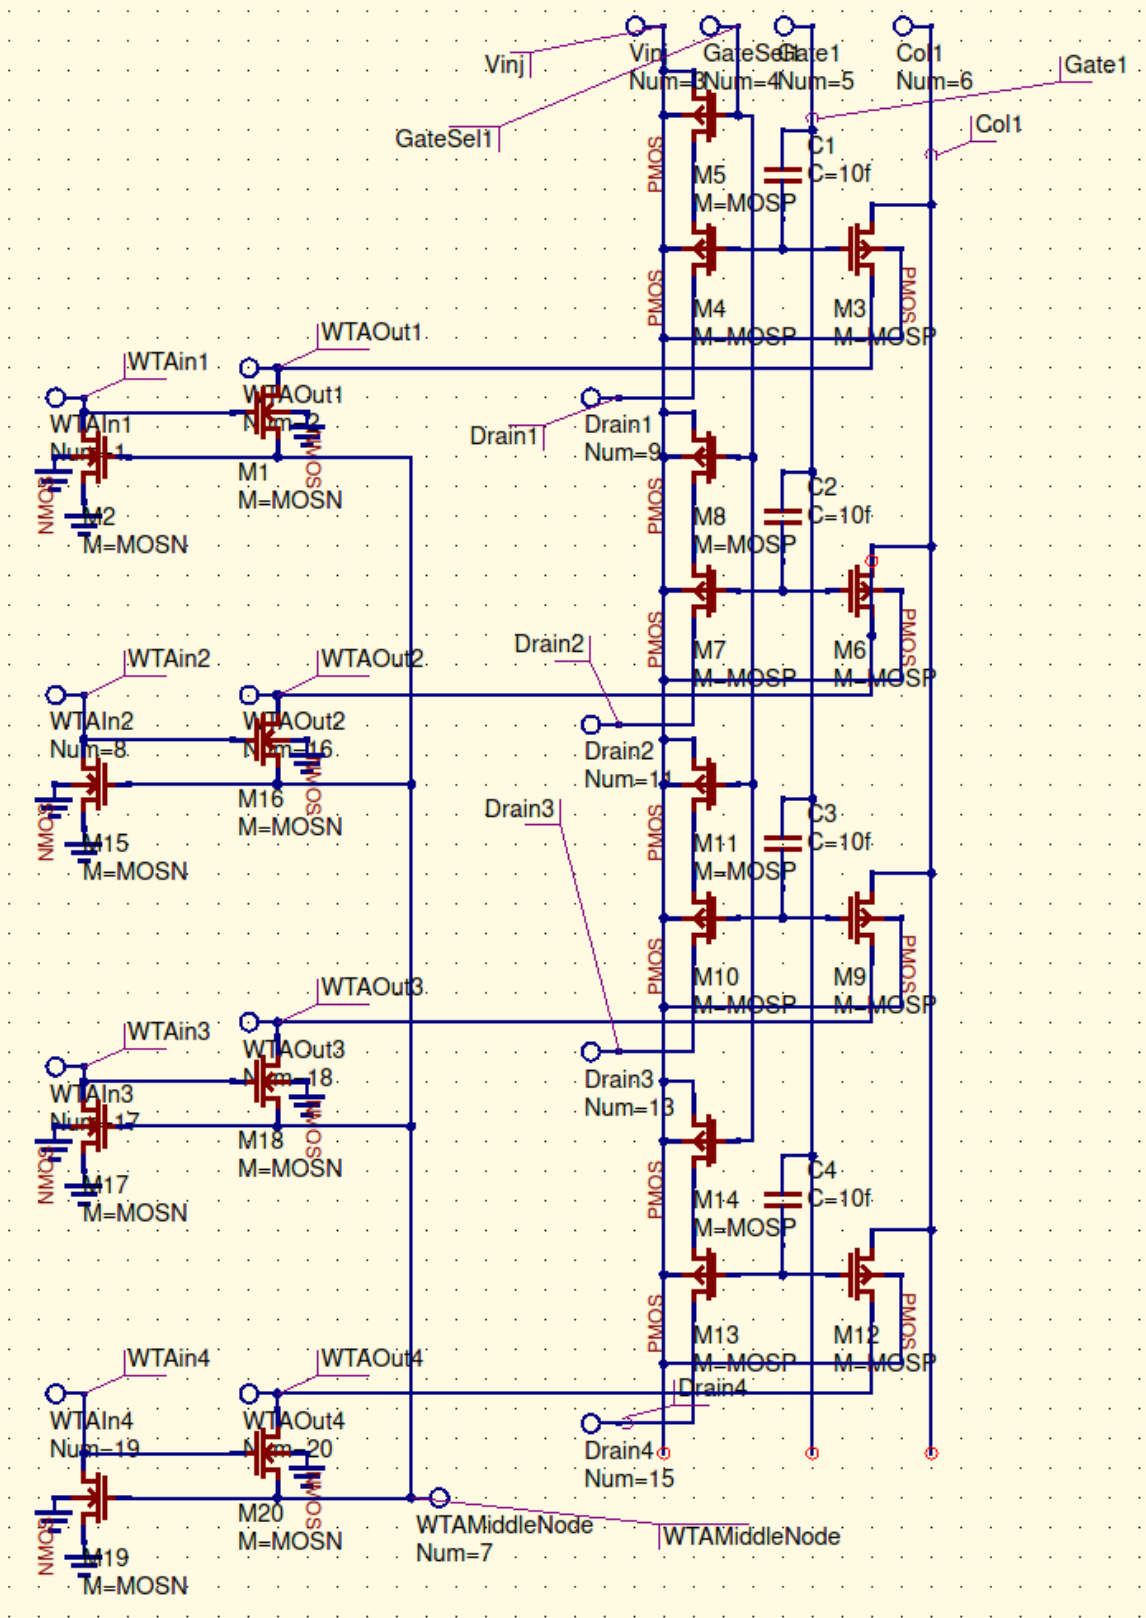 Vinj
GateSel1
Gate1
Col1
Num=3
Num=4
Num=5
Num=6
Vinj
Gate1
GateSel1
Col1
PMOS
M5
M=MOSP
C1
C=10f
PMOS
M4
M=MOSP
M3
M=MOSP
PMOS
WTAOut1
WTAin1
WTAIn1
Num=1
WTAOut1
Num=2
Drain1
Drain1
Num=9
NMOS
M2
M=MOSN
M1
M=MOSN
NMOS
PMOS
M8
M=MOSP
C2
C=10f
PMOS
M7
M=MOSP
M6
M=MOSP
PMOS
WTAin2
WTAOut2
Drain2
WTAIn2
Num=8
WTAOut2
Num=16
Drain2
Num=11
NMOS
M15
M=MOSN
M16
M=MOSN
NMOS
Drain3
PMOS
M11
M=MOSP
C3
C=10f
PMOS
M10
M=MOSP
M9
M=MOSP
PMOS
WTAOut3
WTAin3
WTAIn3
Num=17
WTAOut3
Num=18
Drain3
Num=13
NMOS
M17
M=MOSN
M18
M=MOSN
NMOS
PMOS
M14
M=MOSP
C4
C=10f
PMOS
M13
M=MOSP
M12
M=MOSP
PMOS
WTAin4
WTAOut4
Drain4
WTAIn4
Num=19
WTAOut4
Num=20
Drain4
Num=15
NMOS
M19
M=MOSN
M20
M=MOSN
NMOS
WTAMiddleNode
Num=7
WTAMiddleNode